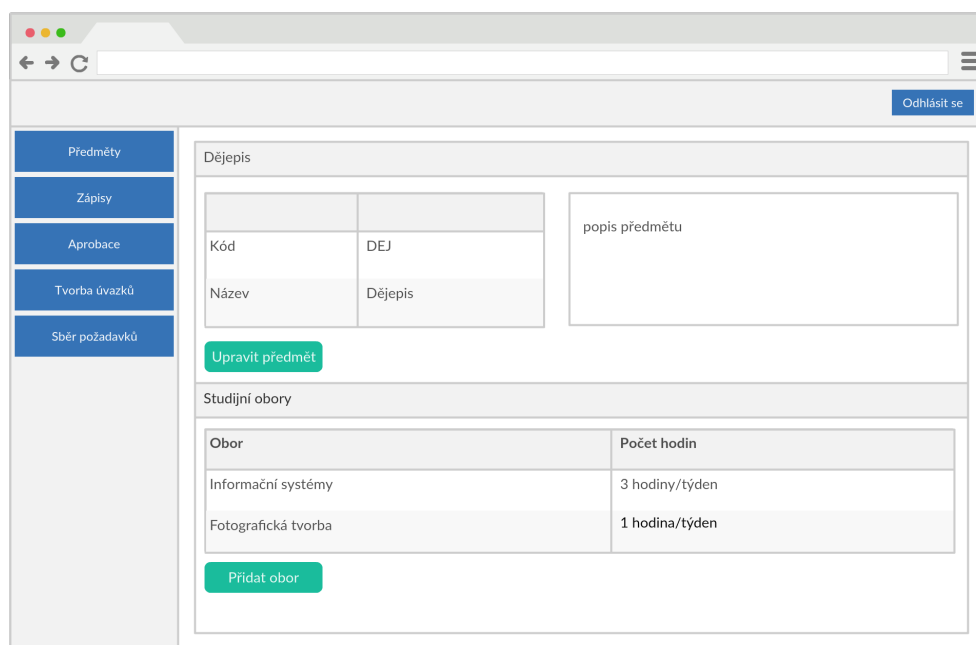 Odhlásit se
Předměty
Zápisy
Aprobace
Tvorba úvazků
Sběr požadavků
Dějepis
Kód DEJ
Název Dějepis
popis předmětu
Upravit předmět
Studijní obory
Obor Počet hodin
Informační systémy 3 hodiny/týden
Fotografická tvorba 1 hodina/týden
Přidat obor